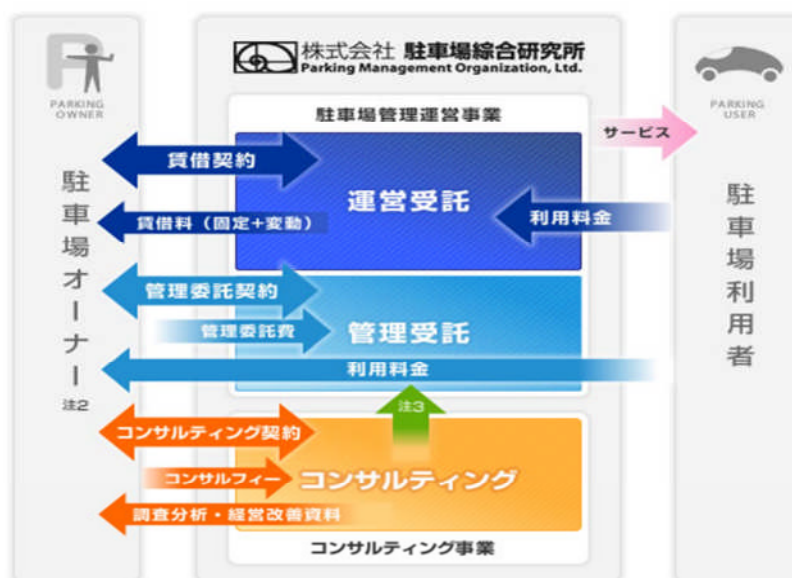 PARKING
OWNER
駐車場オーナー
注2
株式会社 駐車場綜合研究所
Parking Management Organization, Ltd.
駐車場管理運営事業
賃借契約
運営受託
賃借料（固定+変動）
利用料金
管理委託契約
管理委託費
管理受託
利用料金
注3
コンサルティング契約
コンサルフィー
コンサルティング
調査分析・経営改善資料
コンサルティング事業
サービス
PARKING
USER
駐車場利用者